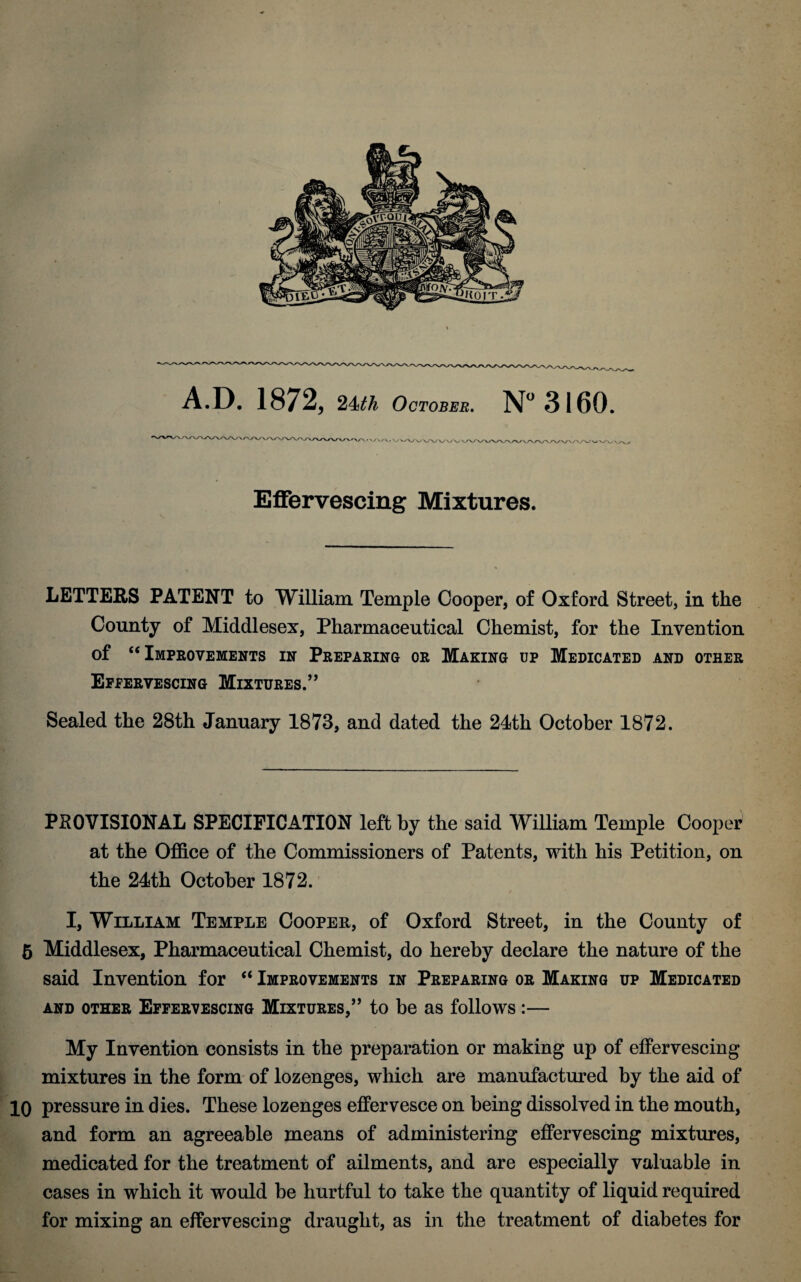 HONI·SOIT·QUI
DIEU·ET·
MON·DROIT.
A.D. 1872, 24th OCTOBER. Nº 3160.
Effervescing Mixtures.
LETTERS PATENT to William Temple Cooper, of Oxford Street, in the
County of Middlesex, Pharmaceutical Chemist, for the Invention
of “IMPROVEMENTS IN PREPARING OR MAKING UP MEDICATED AND OTHER
EFFERVESCING MIXTURES.”
Sealed the 28th January 1873, and dated the 24th October 1872.
PROVISIONAL SPECIFICATION left by the said William Temple Cooper
at the Office of the Commissioners of Patents, with his Petition, on
the 24th October 1872.
I, WILLIAM TEMPLE COOPER, of Oxford Street, in the County of
5 Middlesex, Pharmaceutical Chemist, do hereby declare the nature of the
said Invention for “IMPROVEMENTS IN PREPARING OR MAKING UP MEDICATED
AND OTHER EFFERVESCING MIXTURES,” to be as follows :—
My Invention consists in the preparation or making up of effervescing
mixtures in the form of lozenges, which are manufactured by the aid of
10 pressure in dies. These lozenges effervesce on being dissolved in the mouth,
and form an agreeable means of administering effervescing mixtures,
medicated for the treatment of ailments, and are especially valuable in
cases in which it would be hurtful to take the quantity of liquid required
for mixing an effervescing draught, as in the treatment of diabetes for